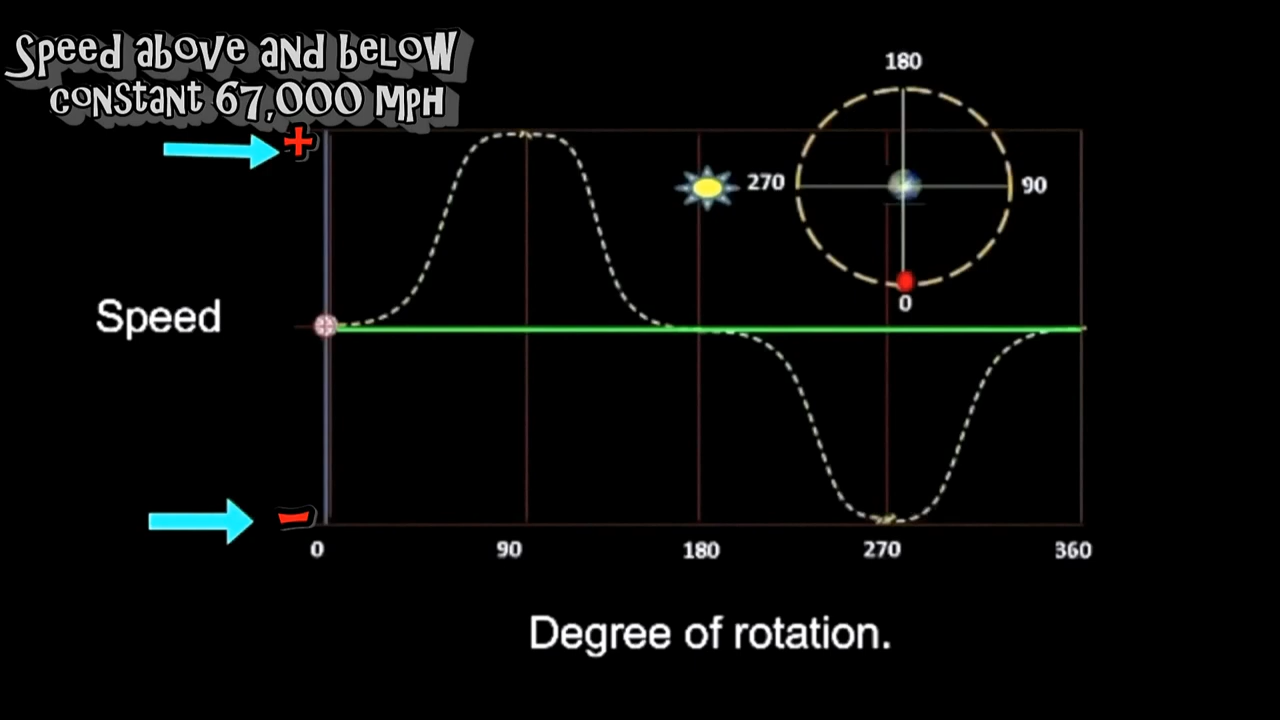 Speed above and below
constant 67,000 mph
180
+
270
90
0
Speed
-
0
90
180
270
360
Degree of rotation.